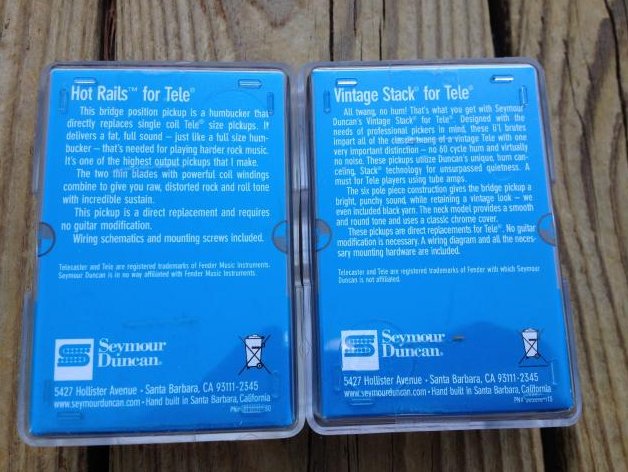 Hot Rails™ for Tele®
This bridge position pickup is a humbucker that
directly replaces single coil Tele® size pickups. It
delivers a fat, full sound – just like a full size hum-
bucker – that's needed for playing harder rock music.
It's one of the highest output pickups that I make.
The two thin blades with powerful coil windings
combine to give you raw, distorted rock and roll tone
with incredible sustain.
This pickup is a direct replacement and requires
no guitar modification.
Wiring schematics and mounting screws included.
Telecaster and Tele are registered trademarks of Fender Music Instruments.
Seymour Duncan is in no way affiliated with Fender Music Instruments.
Seymour
Duncan®
5427 Hollister Avenue • Santa Barbara, CA 93111-2345
www.seymourduncan.com • Hand built in Santa Barbara, California
PN#
Vintage Stack® for Tele®
All twang, no hum! That's what you get with Seymour
Duncan's Vintage Stack® for Tele®. Designed with the
needs of professional pickers in mind, these li'l brutes
impart all of the classic twang of a vintage Tele with one
very important distinction – no 60 cycle hum and virtually
no noise. These pickups utilize Duncan's unique, hum can-
celing, Stack® technology for unsurpassed quietness. A
must for Tele players using tube amps.
The six pole piece construction gives the bridge pickup a
bright, punchy sound, while retaining a vintage look – we
even included black yarn. The neck model provides a smooth
and round tone and uses a classic chrome cover.
These pickups are direct replacements for Tele®. No guitar
modification is necessary. A wiring diagram and all the neces-
sary mounting hardware are included.
Telecaster and Tele are registered trademarks of Fender with which Seymour
Duncan is not affiliated.
Seymour
Duncan®
5427 Hollister Avenue • Santa Barbara, CA 93111-2345
www.seymourduncan.com • Hand built in Santa Barbara, California
PN#